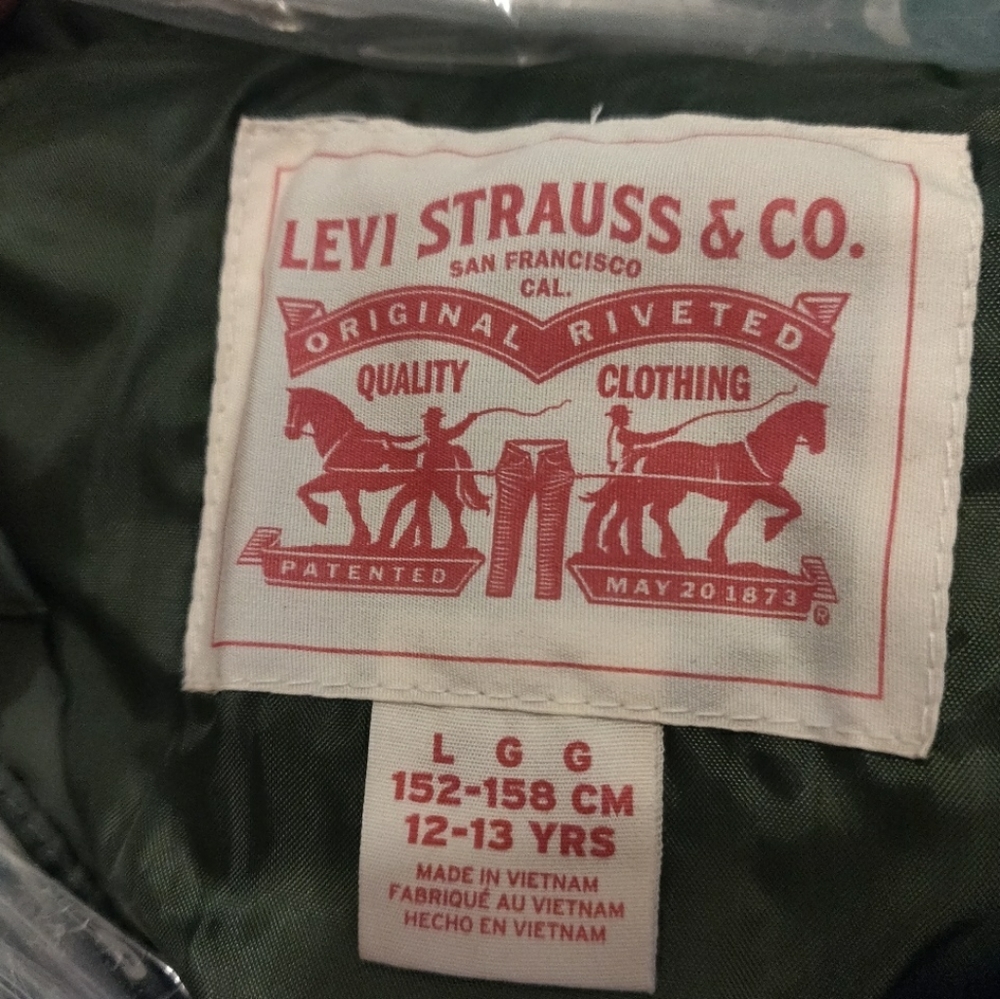 LEVI STRAUSS & CO.
SAN FRANCISCO
CAL.
ORIGINAL RIVETED
QUALITY CLOTHING
PATENTED MAY 20 1873 ®
L G G
152-158 CM
12-13 YRS
MADE IN VIETNAM
FABRIQUÉ AU VIETNAM
HECHO EN VIETNAM